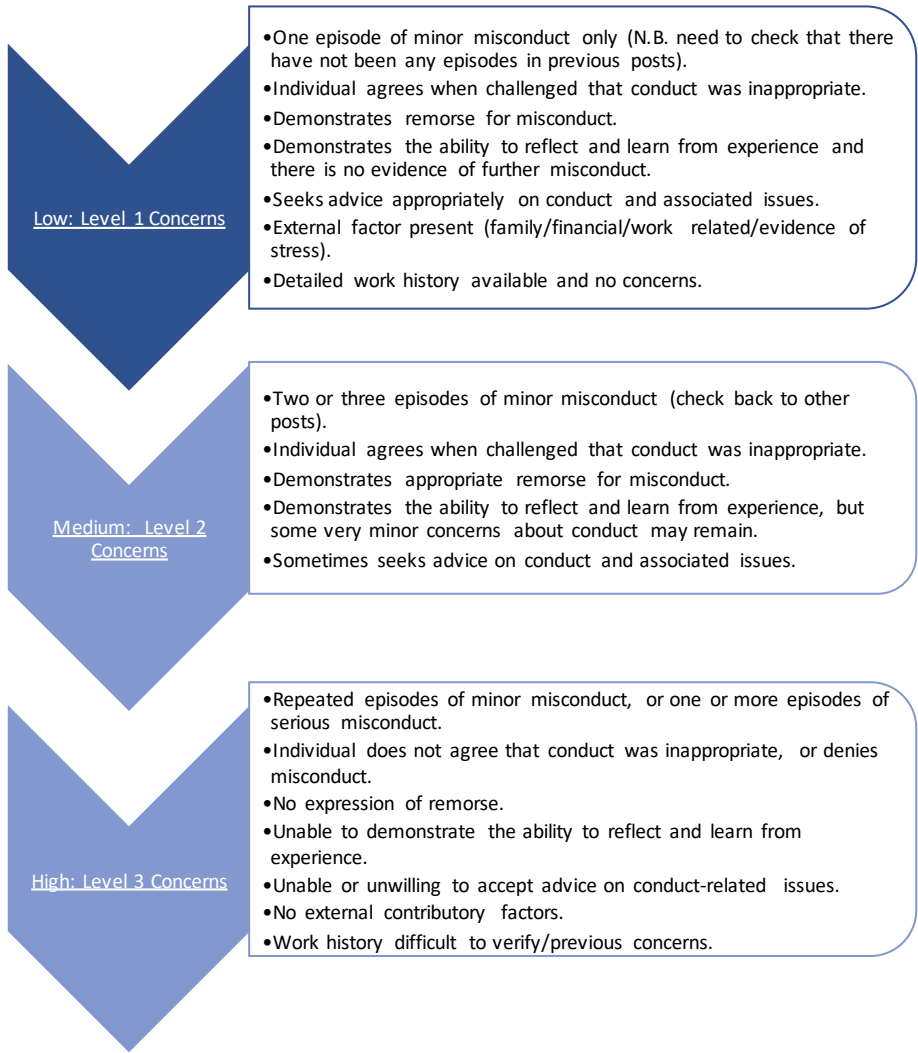 Low: Level 1 Concerns
•One episode of minor misconduct only (N.B. need to check that there
have not been any episodes in previous posts).
•Individual agrees when challenged that conduct was inappropriate.
•Demonstrates remorse for misconduct.
•Demonstrates the ability to reflect and learn from experience and
there is no evidence of further misconduct.
•Seeks advice appropriately on conduct and associated issues.
•External factor present (family/financial/work related/evidence of
stress).
•Detailed work history available and no concerns.
Medium: Level 2
Concerns
•Two or three episodes of minor misconduct (check back to other
posts).
•Individual agrees when challenged that conduct was inappropriate.
•Demonstrates appropriate remorse for misconduct.
•Demonstrates the ability to reflect and learn from experience, but
some very minor concerns about conduct may remain.
•Sometimes seeks advice on conduct and associated issues.
High: Level 3 Concerns
•Repeated episodes of minor misconduct, or one or more episodes of
serious misconduct.
•Individual does not agree that conduct was inappropriate, or denies
misconduct.
•No expression of remorse.
•Unable to demonstrate the ability to reflect and learn from
experience.
•Unable or unwilling to accept advice on conduct-related issues.
•No external contributory factors.
•Work history difficult to verify/previous concerns.